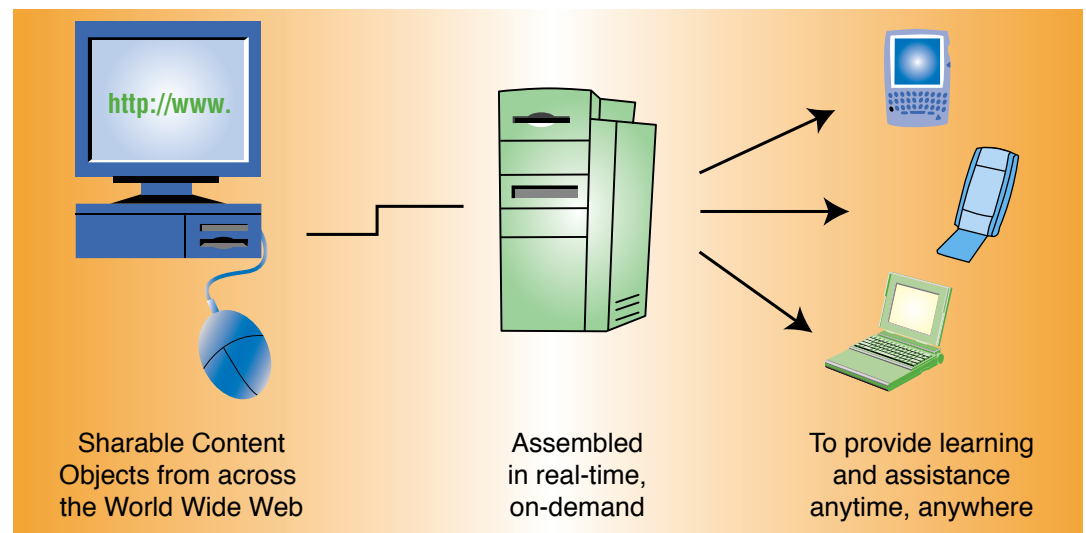 http://www.
Sharable Content
Objects from across
the World Wide Web
Assembled
in real-time,
on-demand
To provide learning
and assistance
anytime, anywhere